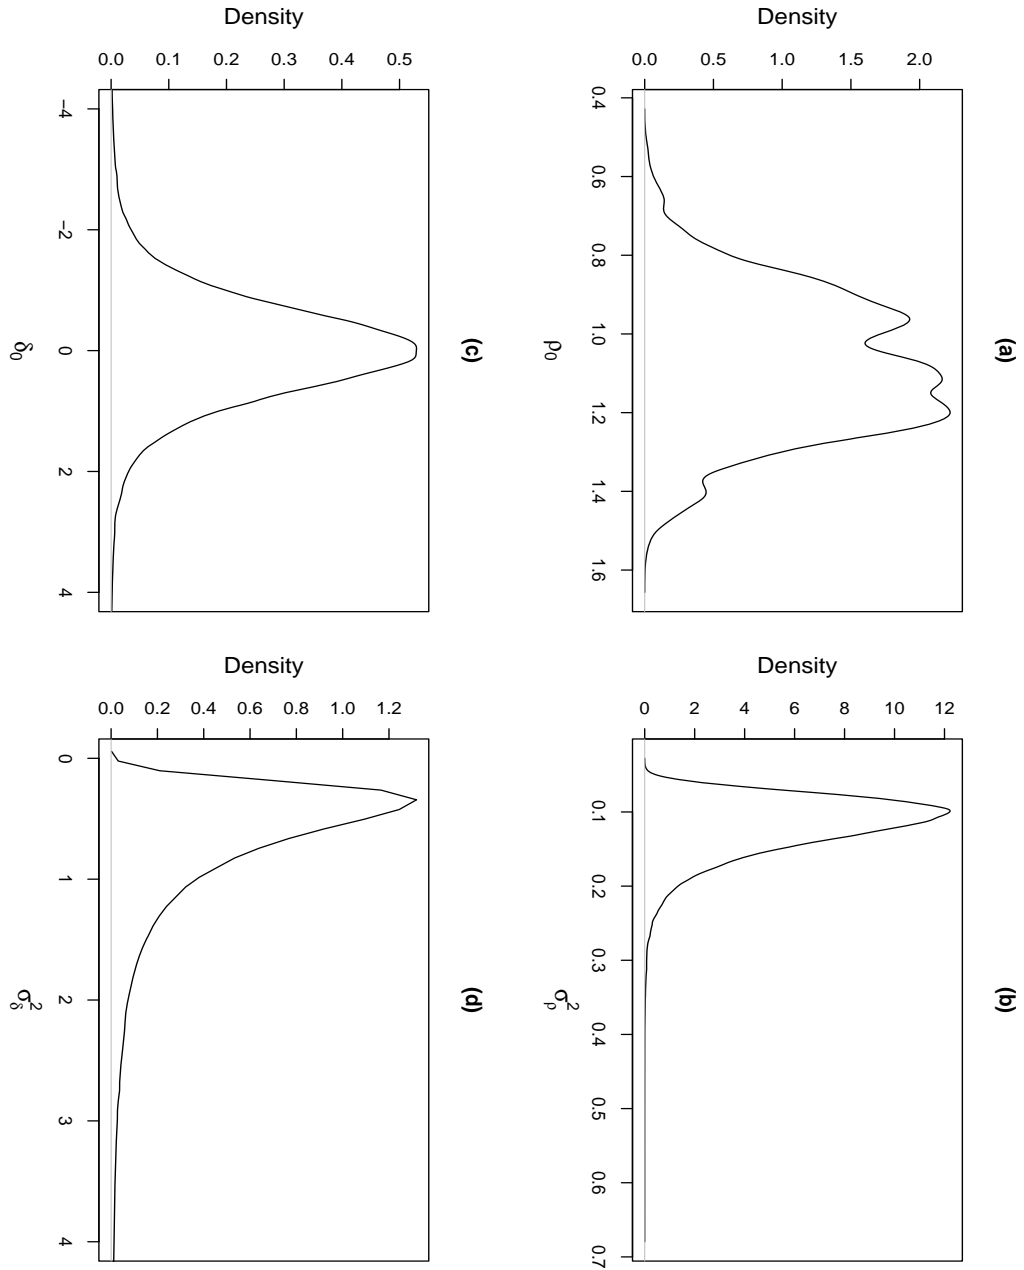 (a)
Density
0.0 0.5 1.0 1.5 2.0
0.4 0.6 0.8 1.0 1.2 1.4 1.6
ρ0
(b)
Density
0 2 4 6 8 10 12
0.1 0.2 0.3 0.4 0.5 0.6 0.7
σρ2
(c)
Density
0.0 0.1 0.2 0.3 0.4 0.5
-4 -2 0 2 4
δ0
(d)
Density
0.0 0.2 0.4 0.6 0.8 1.0 1.2
0 1 2 3 4
σδ2